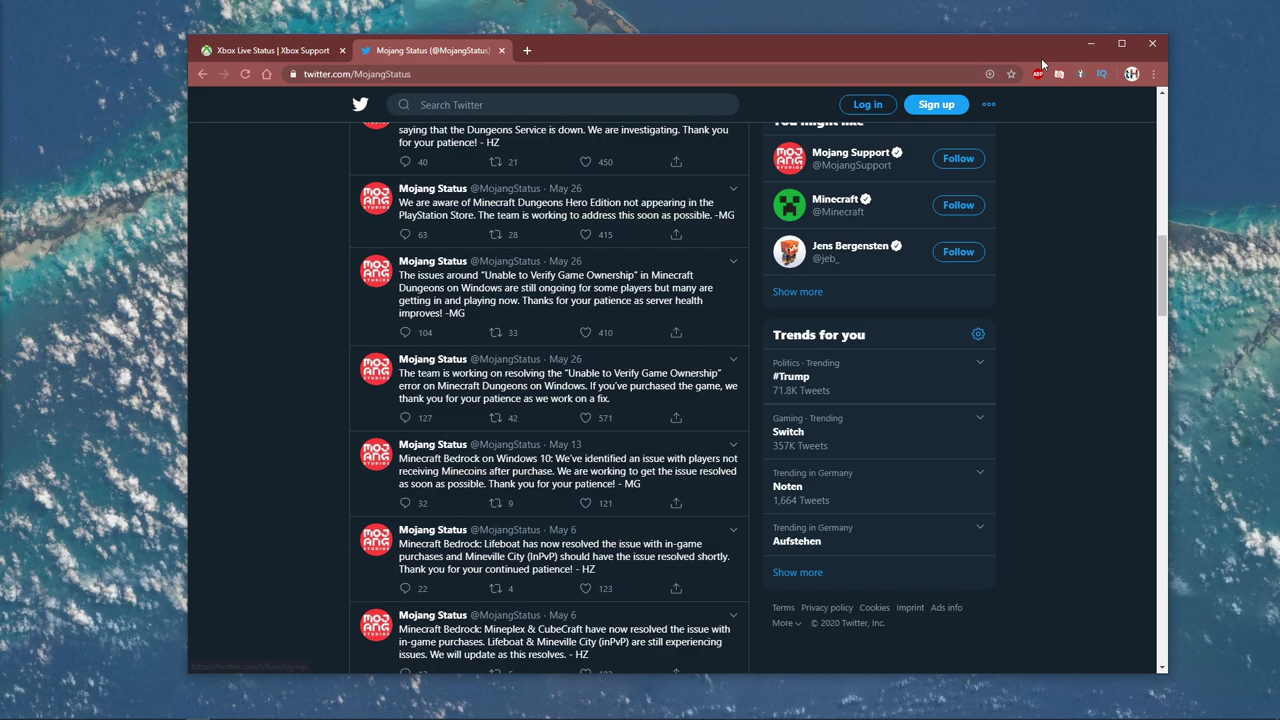 Xbox Live Status | Xbox Support
Mojang Status (@MojangStatus)
twitter.com/MojangStatus
ABP
IQ
Search Twitter
Log in
Sign up
saying that the Dungeons Service is down. We are investigating. Thank you
for your patience! - HZ
40 21 450
Mojang Status @MojangStatus · May 26
We are aware of Minecraft Dungeons Hero Edition not appearing in the
PlayStation Store. The team is working to address this soon as possible. -MG
63 28 415
Mojang Status @MojangStatus · May 26
The issues around "Unable to Verify Game Ownership" in Minecraft
Dungeons on Windows are still ongoing for some players but many are
getting in and playing now. Thanks for your patience as server health
improves! -MG
104 33 410
Mojang Status @MojangStatus · May 26
The team is working on resolving the "Unable to Verify Game Ownership"
error on Minecraft Dungeons on Windows. If you've purchased the game, we
thank you for your patience as we work on a fix.
127 42 571
Mojang Status @MojangStatus · May 13
Minecraft Bedrock on Windows 10: We've identified an issue with players not
receiving Minecoins after purchase. We are working to get the issue resolved
as soon as possible. Thank you for your patience! - MG
32 9 121
Mojang Status @MojangStatus · May 6
Minecraft Bedrock: Lifeboat has now resolved the issue with in-game
purchases and Mineville City (InPvP) should have the issue resolved shortly.
Thank you for your continued patience! - HZ
22 4 123
Mojang Status @MojangStatus · May 6
Minecraft Bedrock: Mineplex & CubeCraft have now resolved the issue with
in-game purchases. Lifeboat & Mineville City (inPvP) are still experiencing
issues. We will update as this resolves. - HZ
You might like
Mojang Support
@MojangSupport
Follow
Minecraft
@Minecraft
Follow
Jens Bergensten
@jeb_
Follow
Show more
Trends for you
Politics · Trending
#Trump
71.8K Tweets
Gaming · Trending
Switch
357K Tweets
Trending in Germany
Noten
1,664 Tweets
Trending in Germany
Aufstehen
Show more
Terms Privacy policy Cookies Imprint Ads info
More © 2020 Twitter, Inc.
https://twitter.com/i/flow/signup